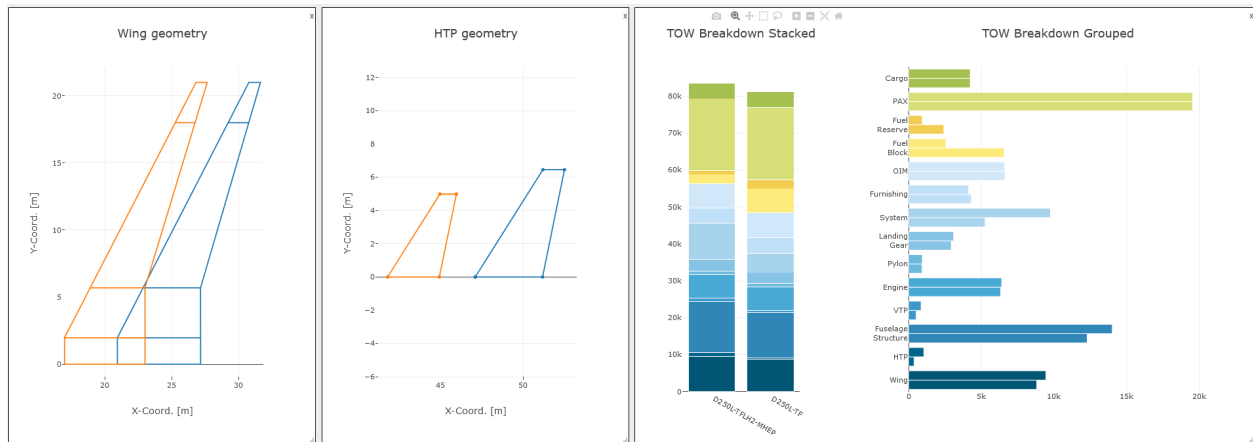 x
Wing geometry
20
15
10
5
0
20
25
30
Y-Coord. [m]
X-Coord. [m]
x
HTP geometry
12
10
8
6
4
2
0
−2
−4
−6
45
50
Y-Coord. [m]
X-Coord. [m]
x
TOW Breakdown Stacked
80k
70k
60k
50k
40k
30k
20k
10k
0
D250L-TFLH2-MHEP
D250L-TF
TOW Breakdown Grouped
Cargo
PAX
Fuel
Reserve
Fuel
Block
OIM
Furnishing
System
Landing
Gear
Pylon
Engine
VTP
Fuselage
Structure
HTP
Wing
0
5k
10k
15k
20k